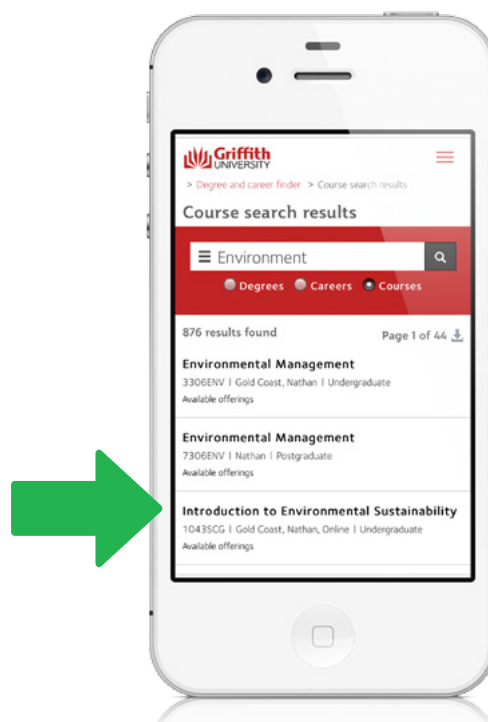 Griffith
UNIVERSITY
> Degree and career finder > Course search results
Course search results
Environment
Degrees Careers Courses
876 results found Page 1 of 44
Environmental Management
3306ENV | Gold Coast, Nathan | Undergraduate
Available offerings
Environmental Management
7306ENV | Nathan | Postgraduate
Available offerings
Introduction to Environmental Sustainability
1043SCG | Gold Coast, Nathan, Online | Undergraduate
Available offerings